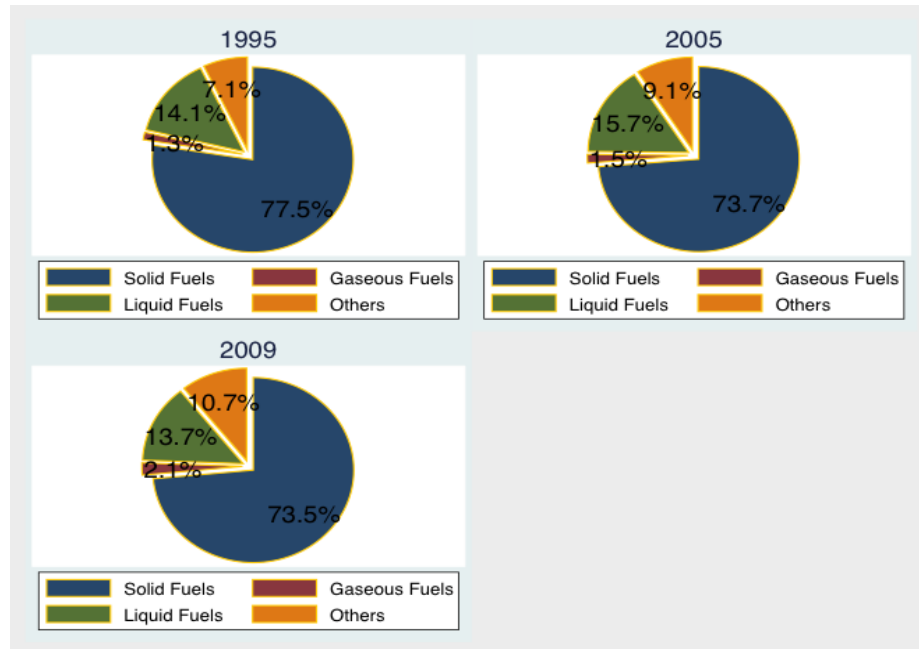 1995
7.1%
14.1%
1.3%
77.5%
Solid Fuels Gaseous Fuels
Liquid Fuels Others
2005
9.1%
15.7%
1.5%
73.7%
Solid Fuels Gaseous Fuels
Liquid Fuels Others
2009
10.7%
13.7%
2.1%
73.5%
Solid Fuels Gaseous Fuels
Liquid Fuels Others